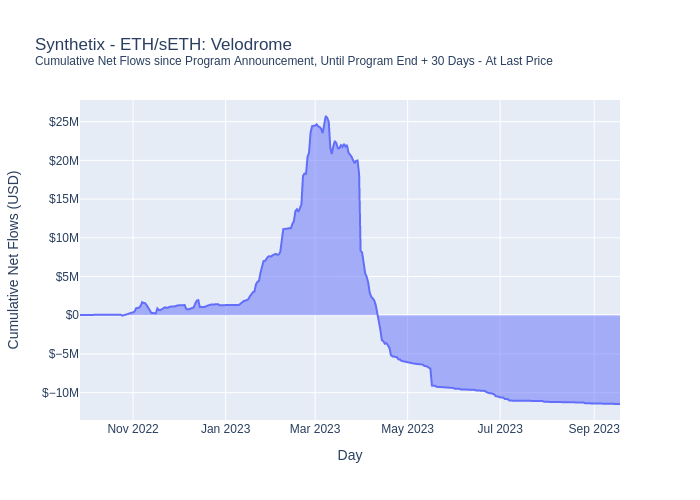 Synthetix - ETH/sETH: Velodrome
Cumulative Net Flows since Program Announcement, Until Program End + 30 Days - At Last Price
Cumulative Net Flows (USD)
$25M
$20M
$15M
$10M
$5M
$0
$−5M
$−10M
Nov 2022
Jan 2023
Mar 2023
May 2023
Jul 2023
Sep 2023
Day